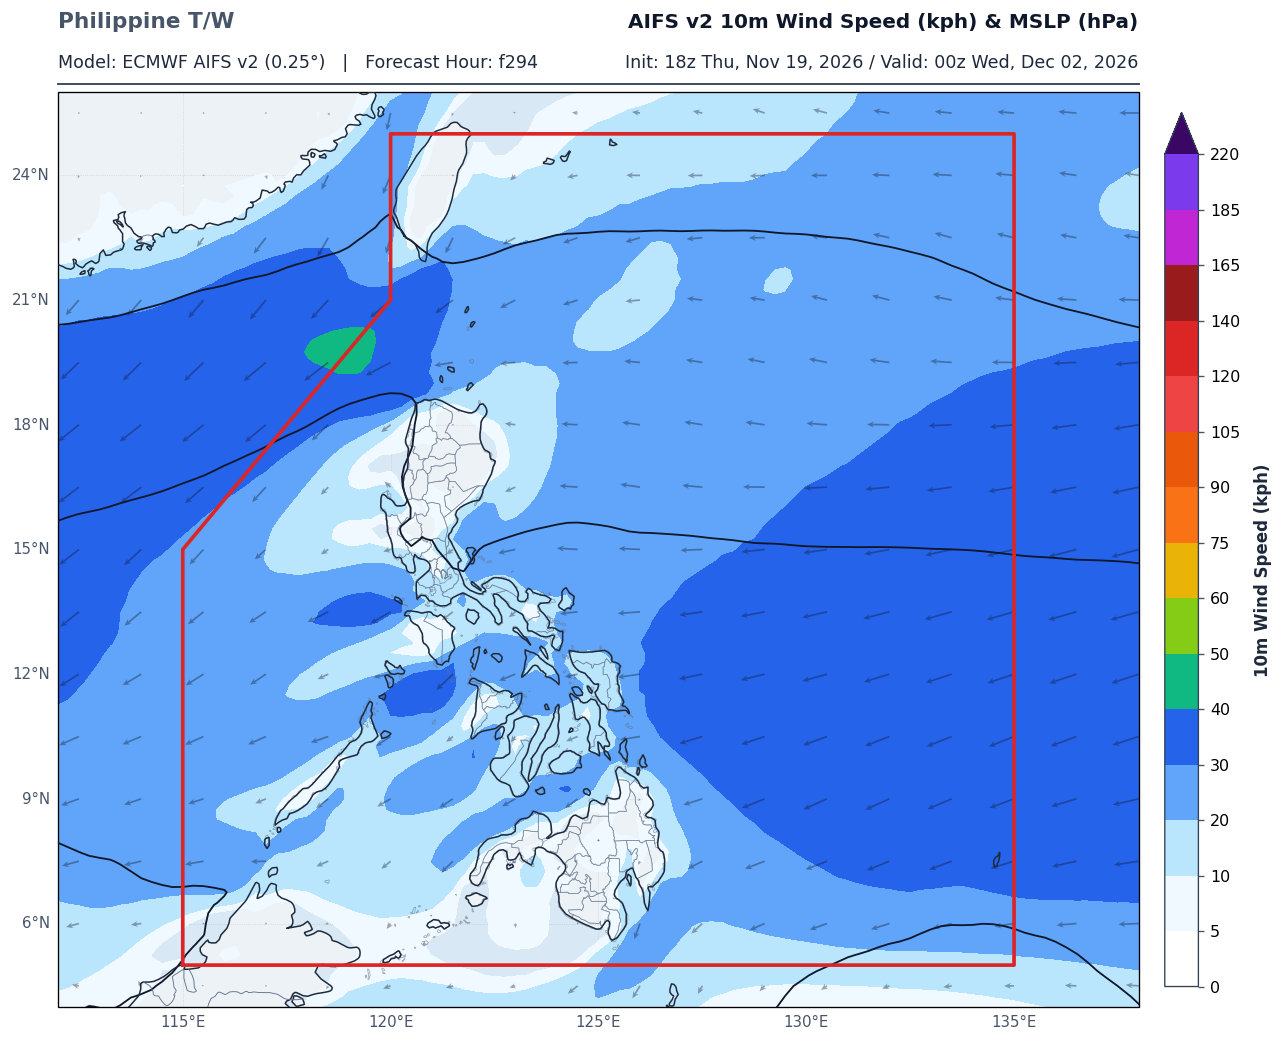 Philippine T/W
AIFS v2 10m Wind Speed (kph) & MSLP (hPa)
Model: ECMWF AIFS v2 (0.25°) | Forecast Hour: f294
Init: 18z Thu, Nov 19, 2026 / Valid: 00z Wed, Dec 02, 2026
24°N
21°N
18°N
15°N
12°N
9°N
6°N
115°E
120°E
125°E
130°E
135°E
220
185
165
140
120
105
90
75
60
50
40
30
20
10
5
0
10m Wind Speed (kph)